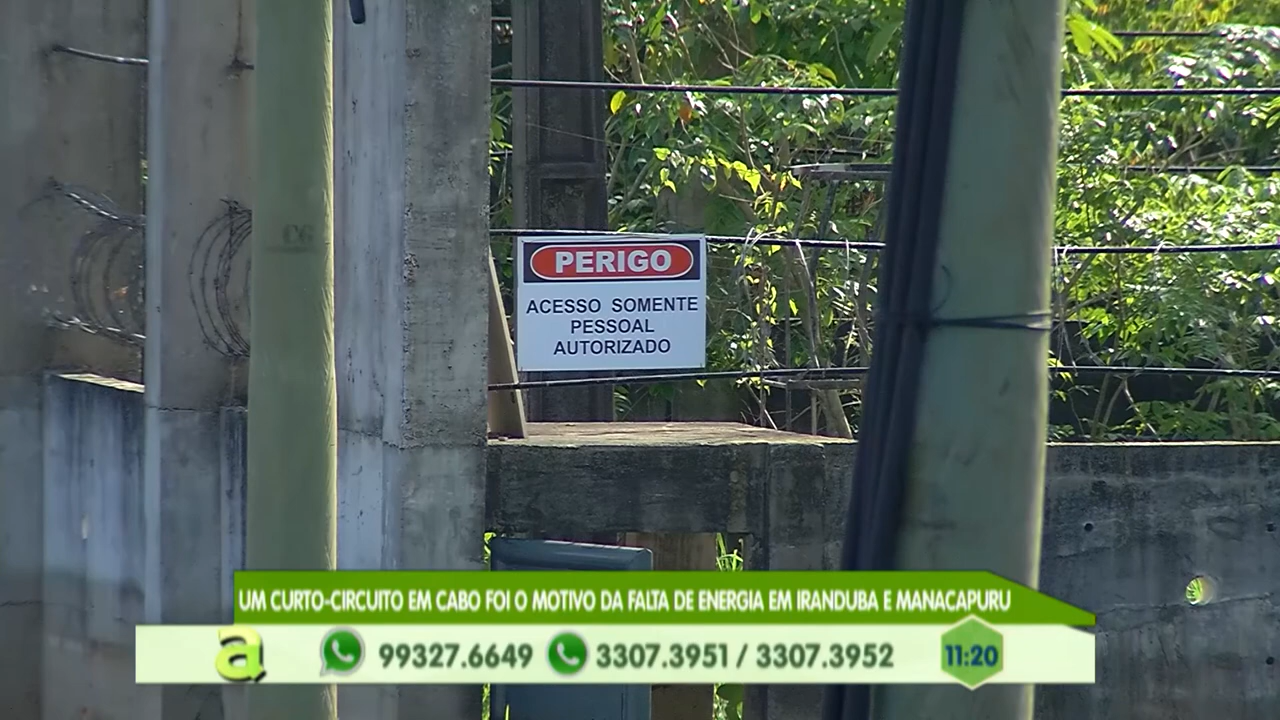 PERIGO
ACESSO SOMENTE
PESSOAL
AUTORIZADO
UM CURTO-CIRCUITO EM CABO FOI O MOTIVO DA FALTA DE ENERGIA EM IRANDUBA E MANACAPURU
a 99327.6649 3307.3951 / 3307.3952 11:20